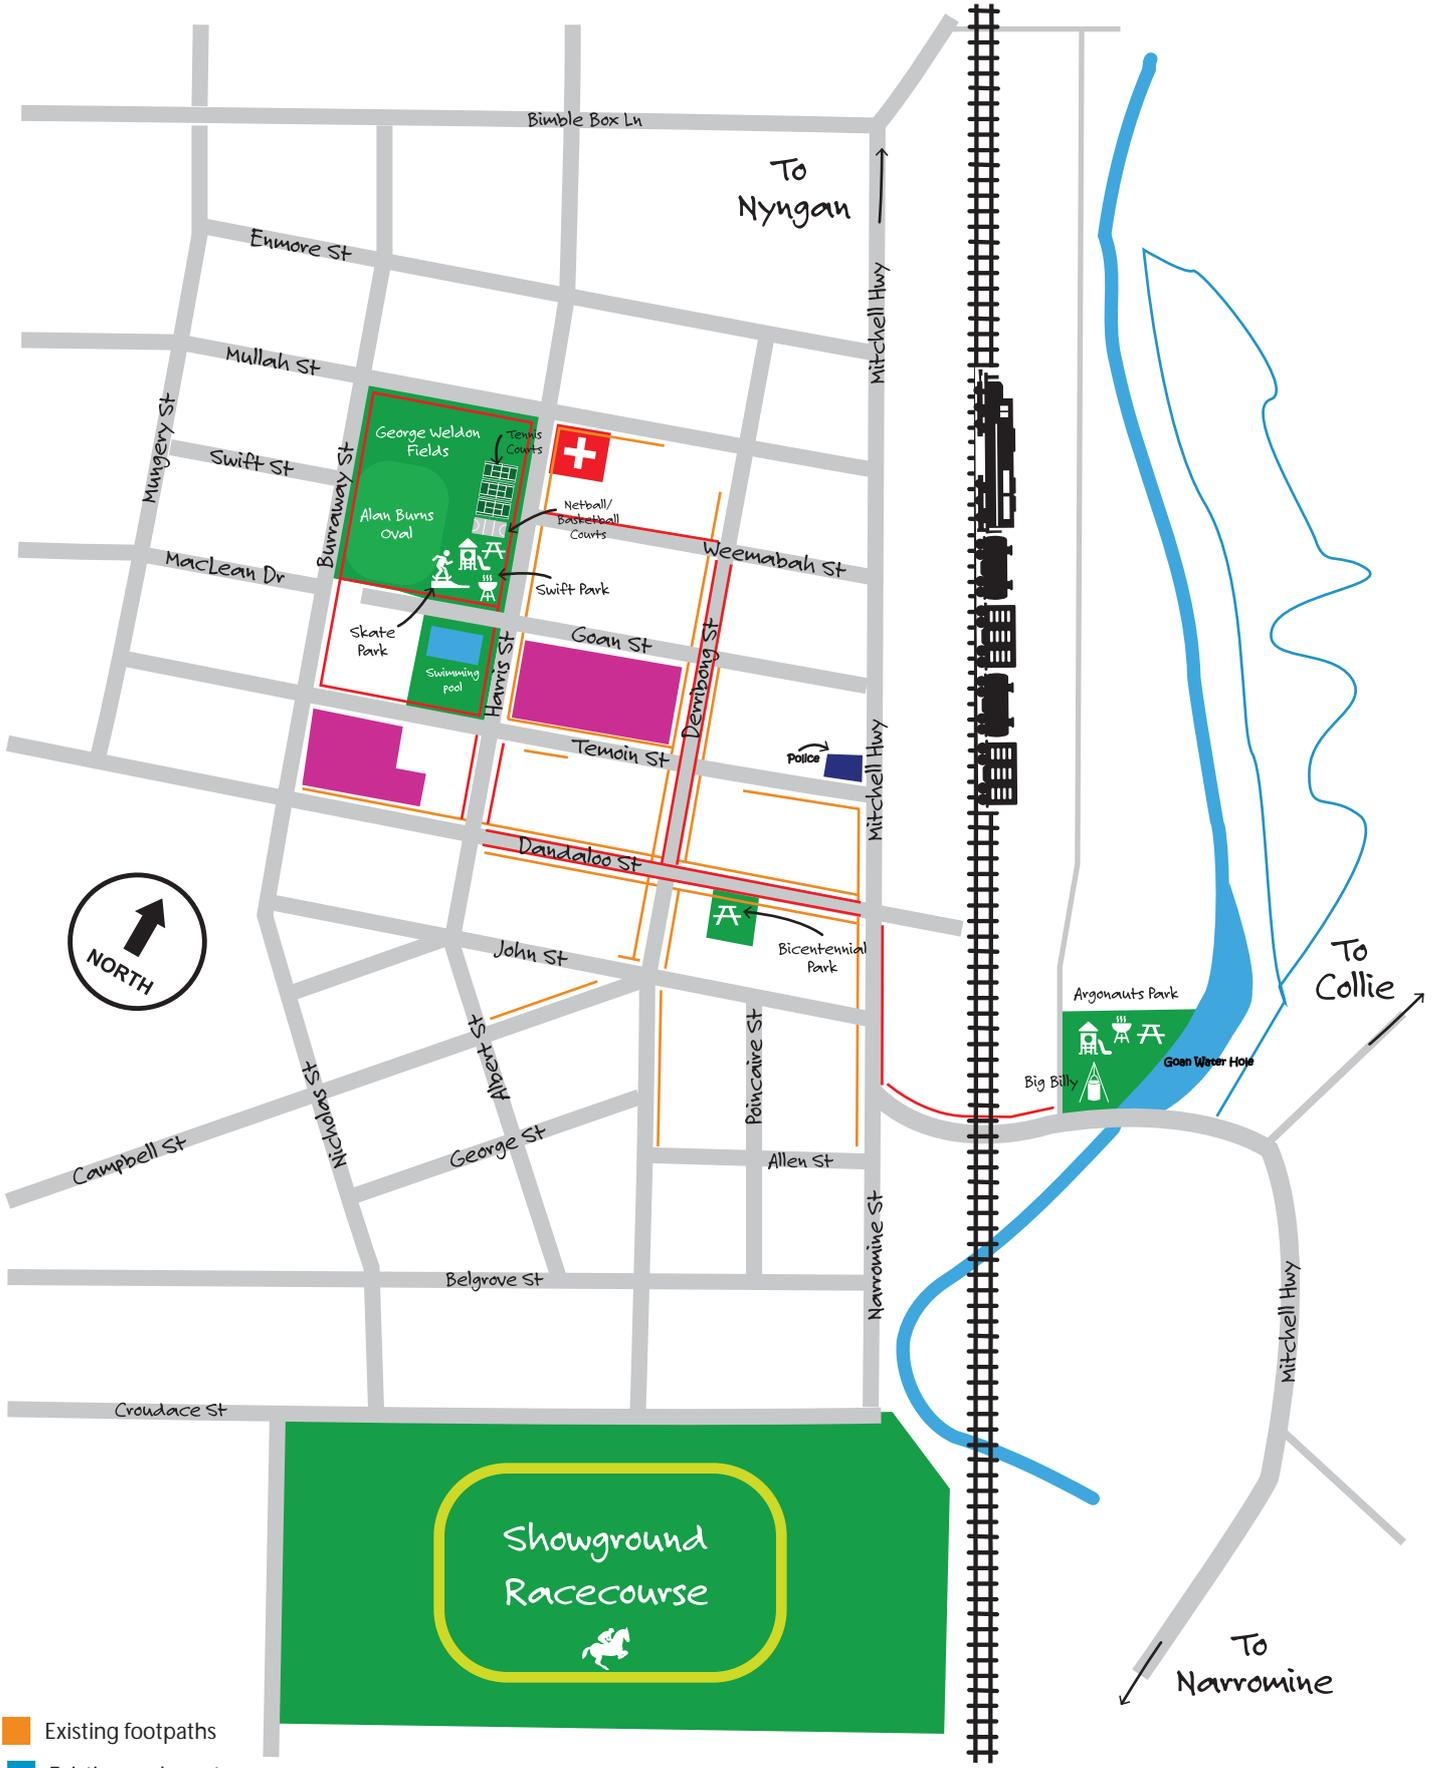 Bimble Box Ln
To
Nyngan
Enmore St
Mitchell Hwy
Mullah St
Mungery St
Swift St
Burraway St
George Weldon
Fields
Tennis
Courts
Alan Burns
Oval
Netball/
Basketball
Courts
Weemabah St
MacLean Dr
Swift Park
Skate
Park
Goan St
Swimming
pool
Harris St
Derribong St
Temoin St
Police
Mitchell Hwy
Dandaloo St
NORTH
John St
Bicentennial
Park
To
Collie
Argonauts Park
Goan Water Hole
Big Billy
Albert St
Poincaire St
Nicholas St
Campbell St
George St
Allen St
Narromine St
Belgrove St
Mitchell Hwy
Croudace St
Showground
Racecourse
To
Narromine
Existing footpaths